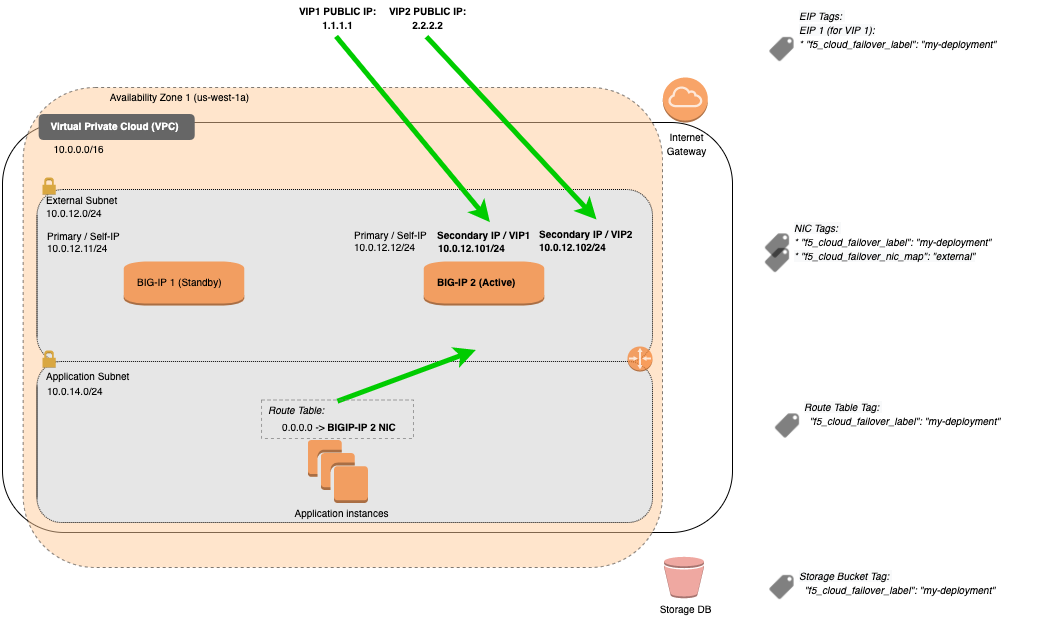 VIP1 PUBLIC IP:
1.1.1.1
VIP2 PUBLIC IP:
2.2.2.2
EIP Tags:
EIP 1 (for VIP 1):
* "f5_cloud_failover_label": "my-deployment"
Availability Zone 1 (us-west-1a)
Virtual Private Cloud (VPC)
10.0.0.0/16
Internet
Gateway
External Subnet
10.0.12.0/24
Primary / Self-IP
10.0.12.11/24
Primary / Self-IP
10.0.12.12/24
Secondary IP / VIP1
10.0.12.101/24
Secondary IP / VIP2
10.0.12.102/24
NIC Tags:
* "f5_cloud_failover_label": "my-deployment"
* "f5_cloud_failover_nic_map": "external"
BIG-IP 1 (Standby)
BIG-IP 2 (Active)
Application Subnet
10.0.14.0/24
Route Table:
0.0.0.0 -> BIGIP-IP 2 NIC
Application instances
Route Table Tag:
"f5_cloud_failover_label": "my-deployment"
Storage DB
Storage Bucket Tag:
"f5_cloud_failover_label": "my-deployment"